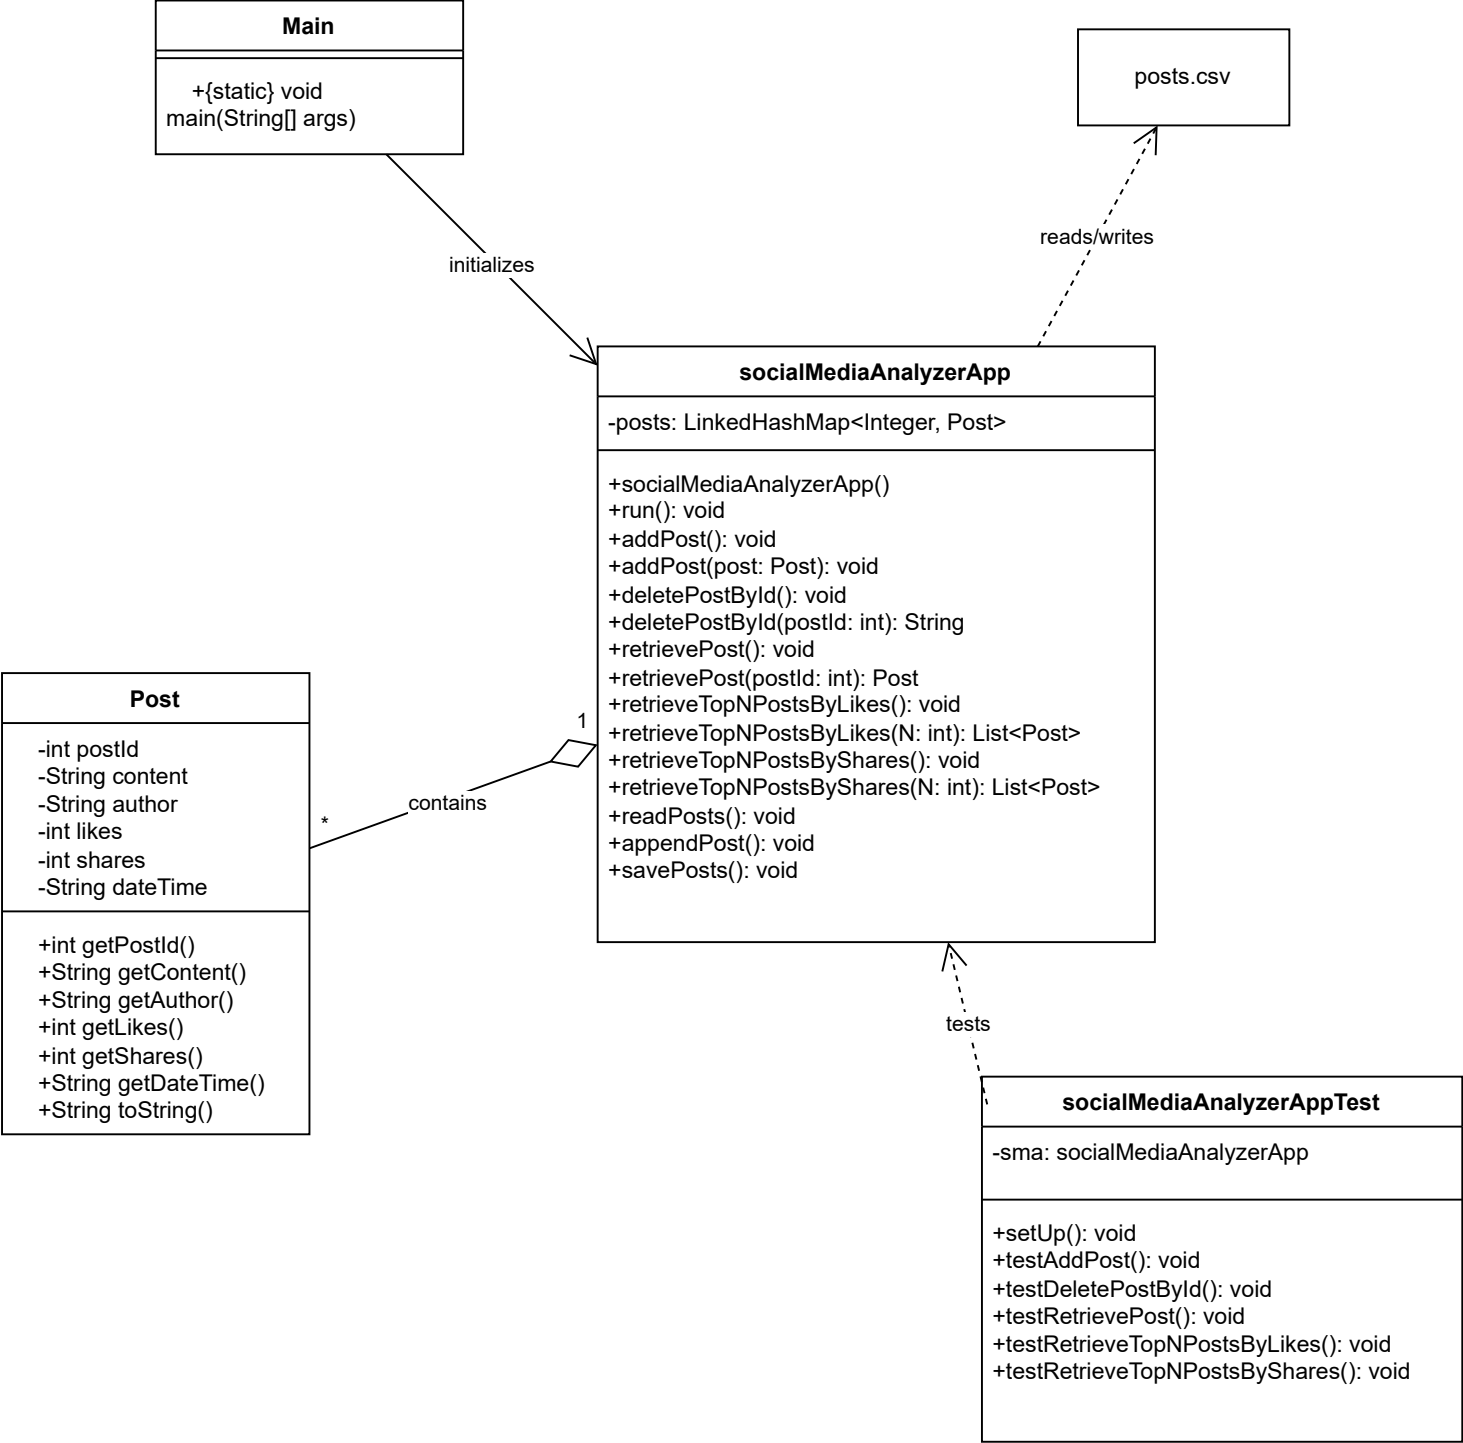 Main
+{static} void
main(String[] args)
posts.csv
initializes
reads/writes
socialMediaAnalyzerApp
-posts: LinkedHashMap<Integer, Post>
+socialMediaAnalyzerApp()
+run(): void
+addPost(): void
+addPost(post: Post): void
+deletePostById(): void
+deletePostById(postId: int): String
+retrievePost(): void
+retrievePost(postId: int): Post
+retrieveTopNPostsByLikes(): void
+retrieveTopNPostsByLikes(N: int): List<Post>
+retrieveTopNPostsByShares(): void
+retrieveTopNPostsByShares(N: int): List<Post>
+readPosts(): void
+appendPost(): void
+savePosts(): void
1
contains
*
Post
-int postId
-String content
-String author
-int likes
-int shares
-String dateTime
+int getPostId()
+String getContent()
+String getAuthor()
+int getLikes()
+int getShares()
+String getDateTime()
+String toString()
tests
socialMediaAnalyzerAppTest
-sma: socialMediaAnalyzerApp
+setUp(): void
+testAddPost(): void
+testDeletePostById(): void
+testRetrievePost(): void
+testRetrieveTopNPostsByLikes(): void
+testRetrieveTopNPostsByShares(): void